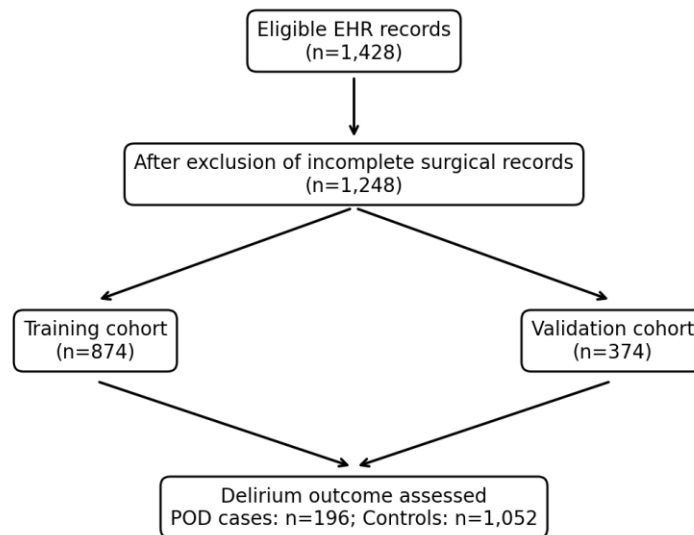 Eligible EHR records
(n=1,428)
After exclusion of incomplete surgical records
(n=1,248)
Training cohort
(n=874)
Validation cohort
(n=374)
Delirium outcome assessed
POD cases: n=196; Controls: n=1,052